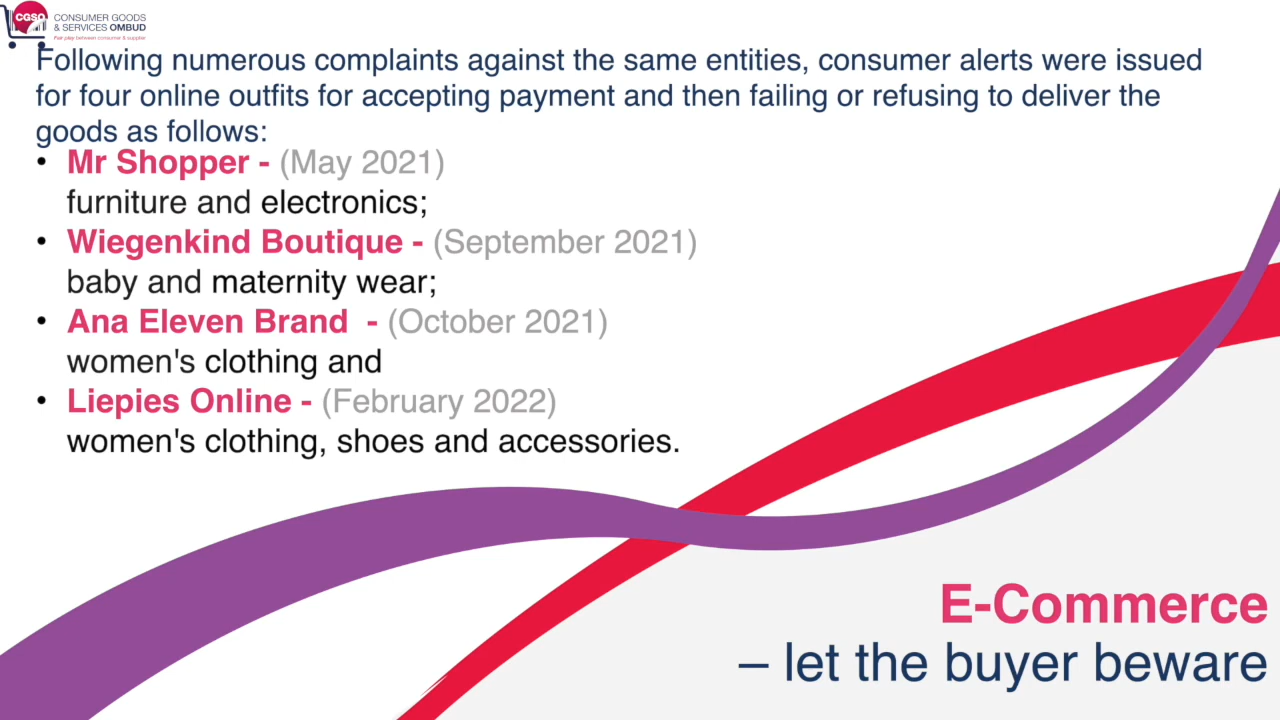 CGSO
CONSUMER GOODS
& SERVICES OMBUD
Fair play between consumer & supplier
Following numerous complaints against the same entities, consumer alerts were issued
for four online outfits for accepting payment and then failing or refusing to deliver the
goods as follows:
• Mr Shopper - (May 2021)
furniture and electronics;
• Wiegenkind Boutique - (September 2021)
baby and maternity wear;
• Ana Eleven Brand - (October 2021)
women's clothing and
• Liepies Online - (February 2022)
women's clothing, shoes and accessories.
E-Commerce
– let the buyer beware